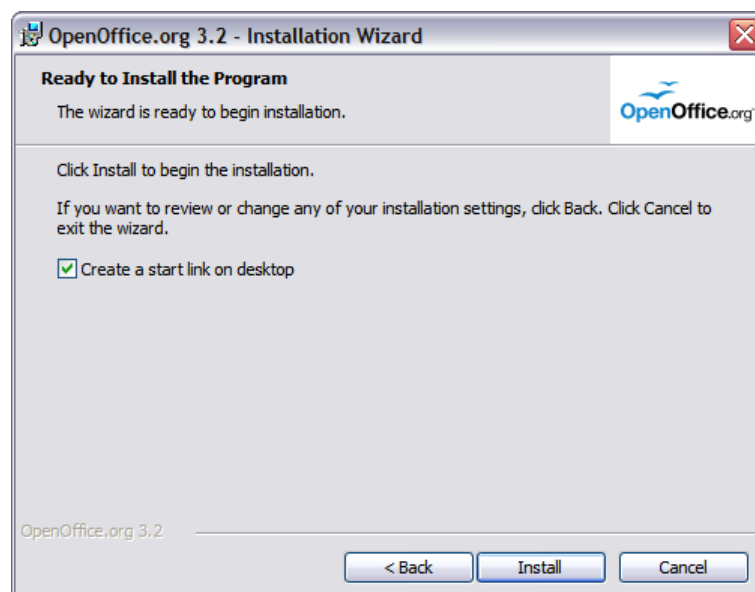 OpenOffice.org 3.2 - Installation Wizard
Ready to Install the Program
The wizard is ready to begin installation.
OpenOffice.org
Click Install to begin the installation.
If you want to review or change any of your installation settings, click Back. Click Cancel to
exit the wizard.
Create a start link on desktop
OpenOffice.org 3.2
< Back
Install
Cancel